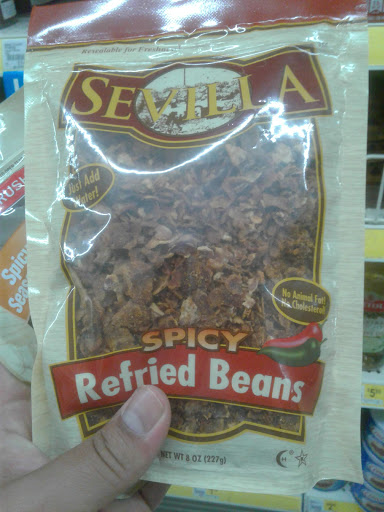 Resealable for Freshness
SEVILLA
Just Add
Water!
No Animal Fat!
No Cholesterol
SPICY
Refried Beans
NET WT 8 OZ (227g)
Spicy